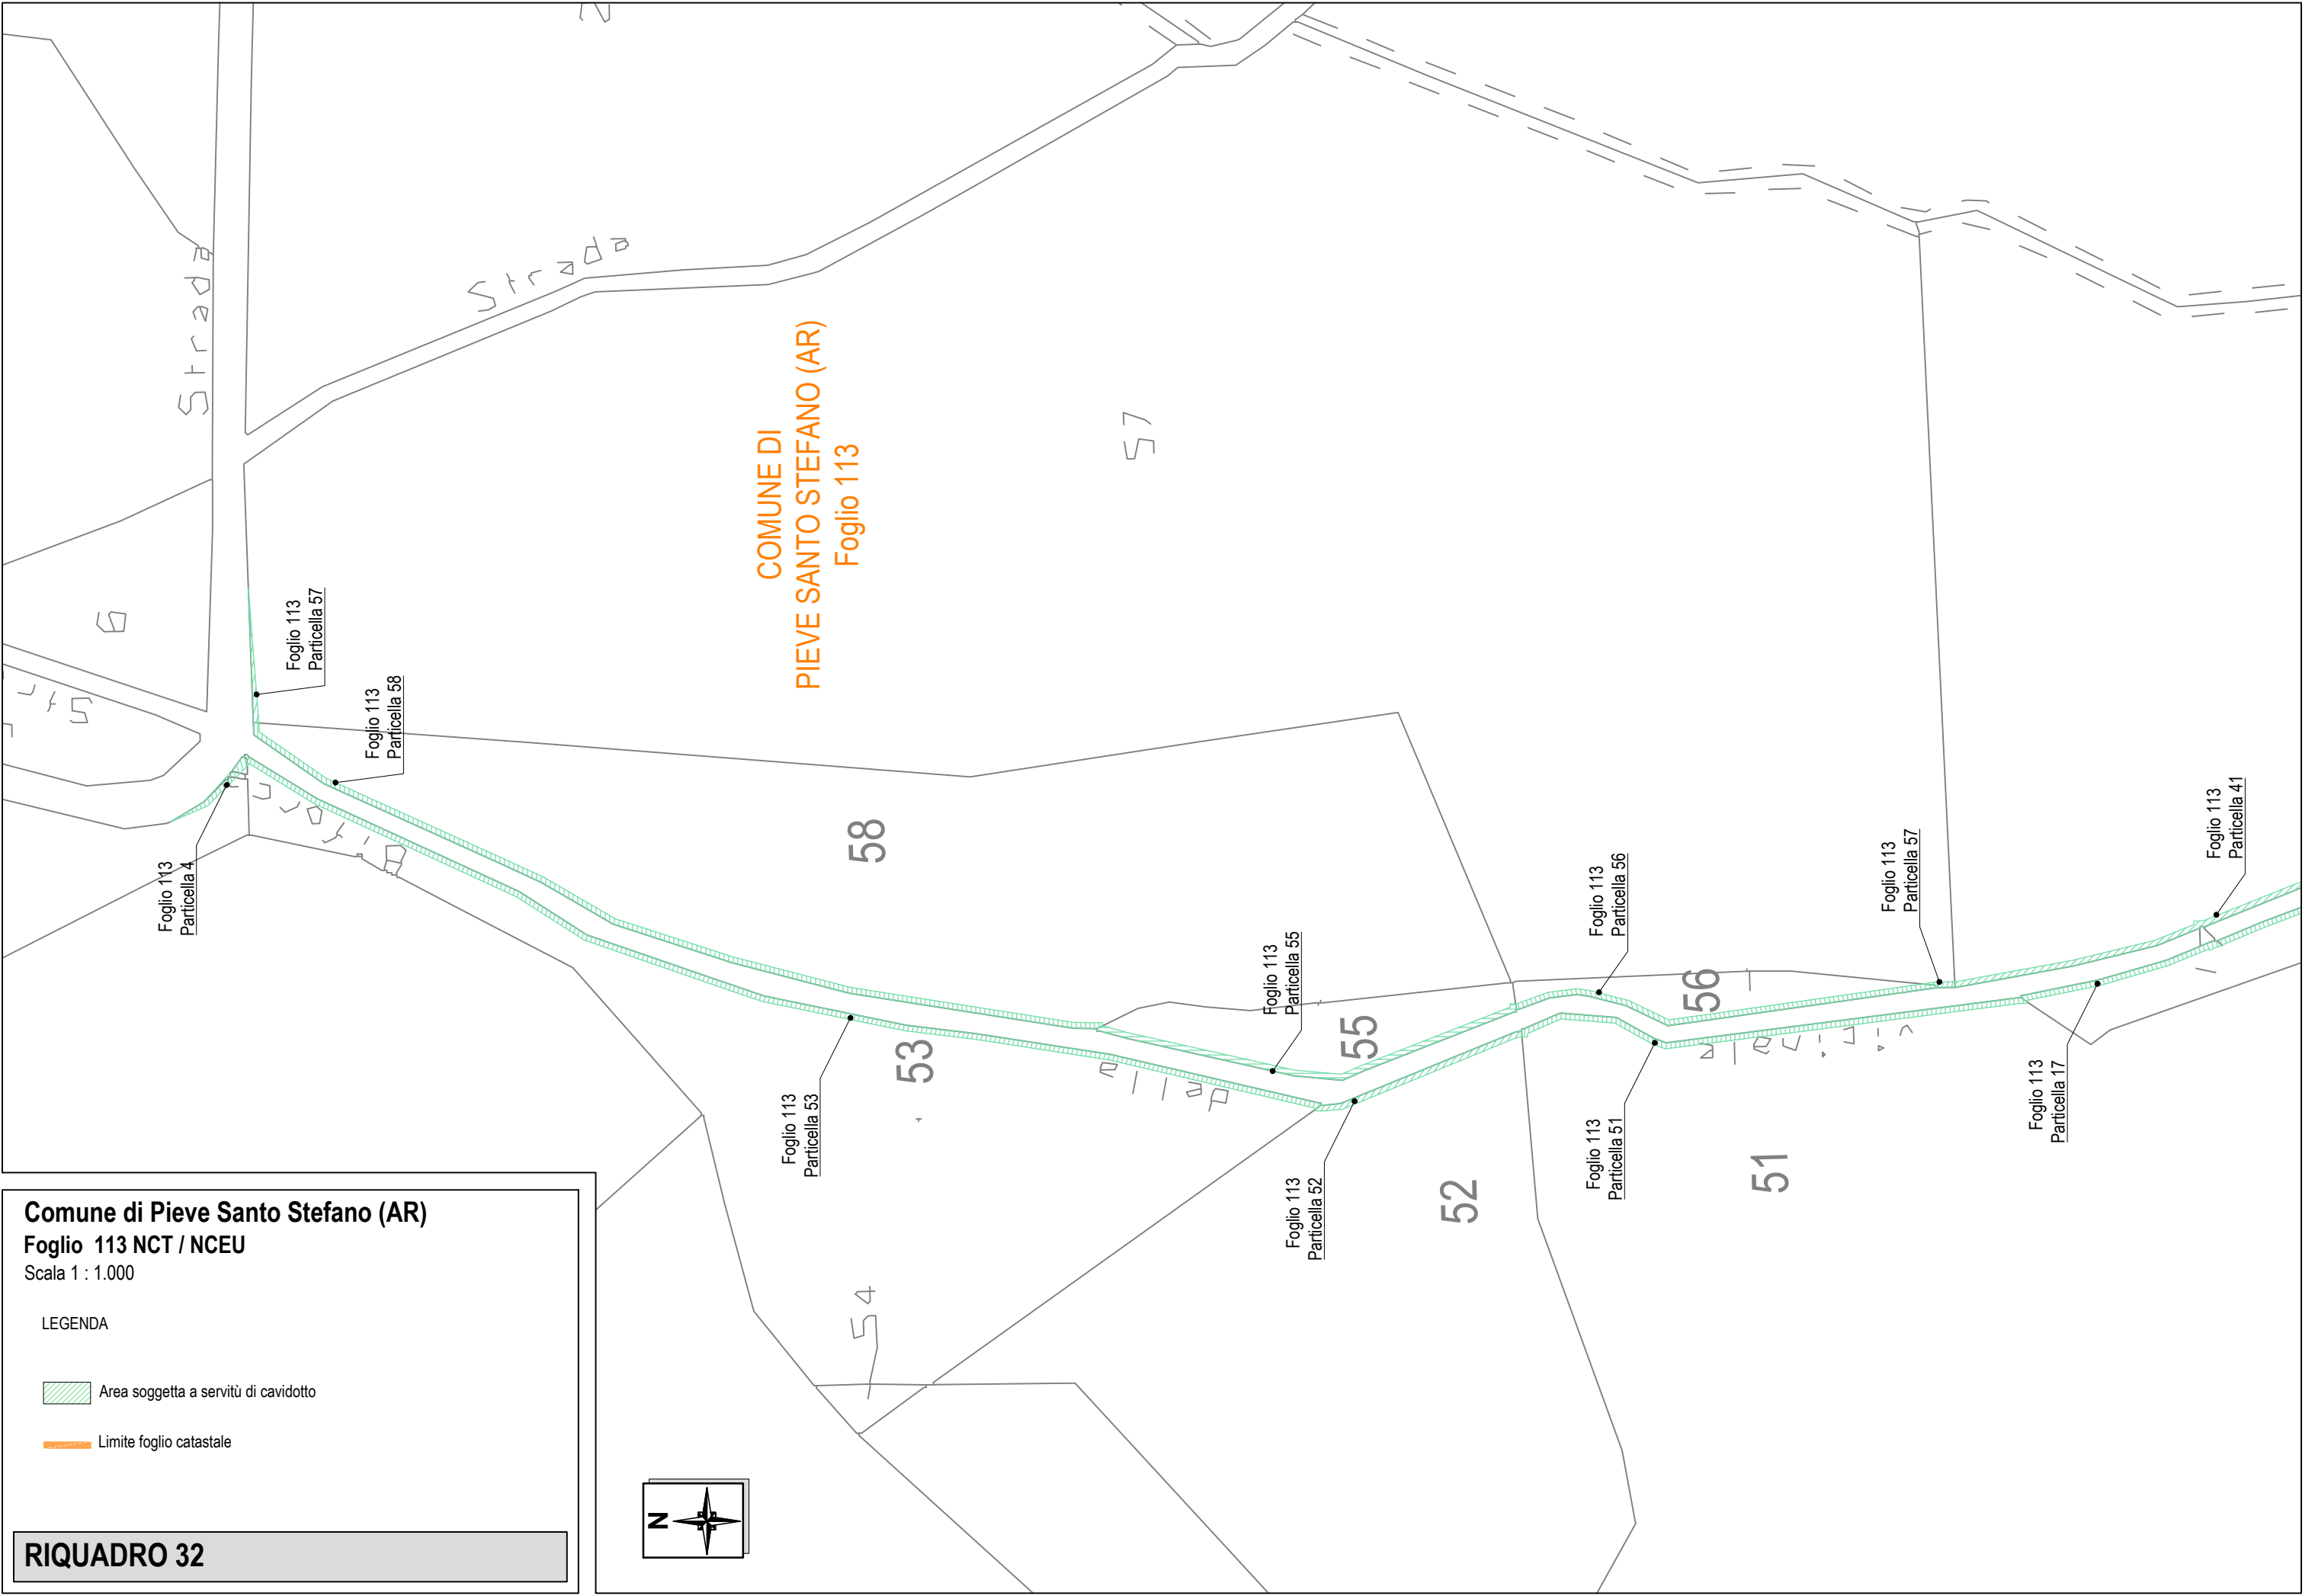 Strada
Strada
COMUNE DI
PIEVE SANTO STEFANO (AR)
Foglio 113
57
6
Str
Foglio 113
Particella 57
Foglio 113
Particella 58
Foglio 113
Particella 4
58
Foglio 113
Particella 53
53
54
della
Foglio 113
Particella 55
55
Foglio 113
Particella 52
52
Foglio 113
Particella 56
56
Foglio 113
Particella 51
51
Foglio 113
Particella 57
Foglio 113
Particella 17
Foglio 113
Particella 41
Comune di Pieve Santo Stefano (AR)
Foglio 113 NCT / NCEU
Scala 1 : 1.000
LEGENDA
Area soggetta a servitù di cavidotto
Limite foglio catastale
N
RIQUADRO 32